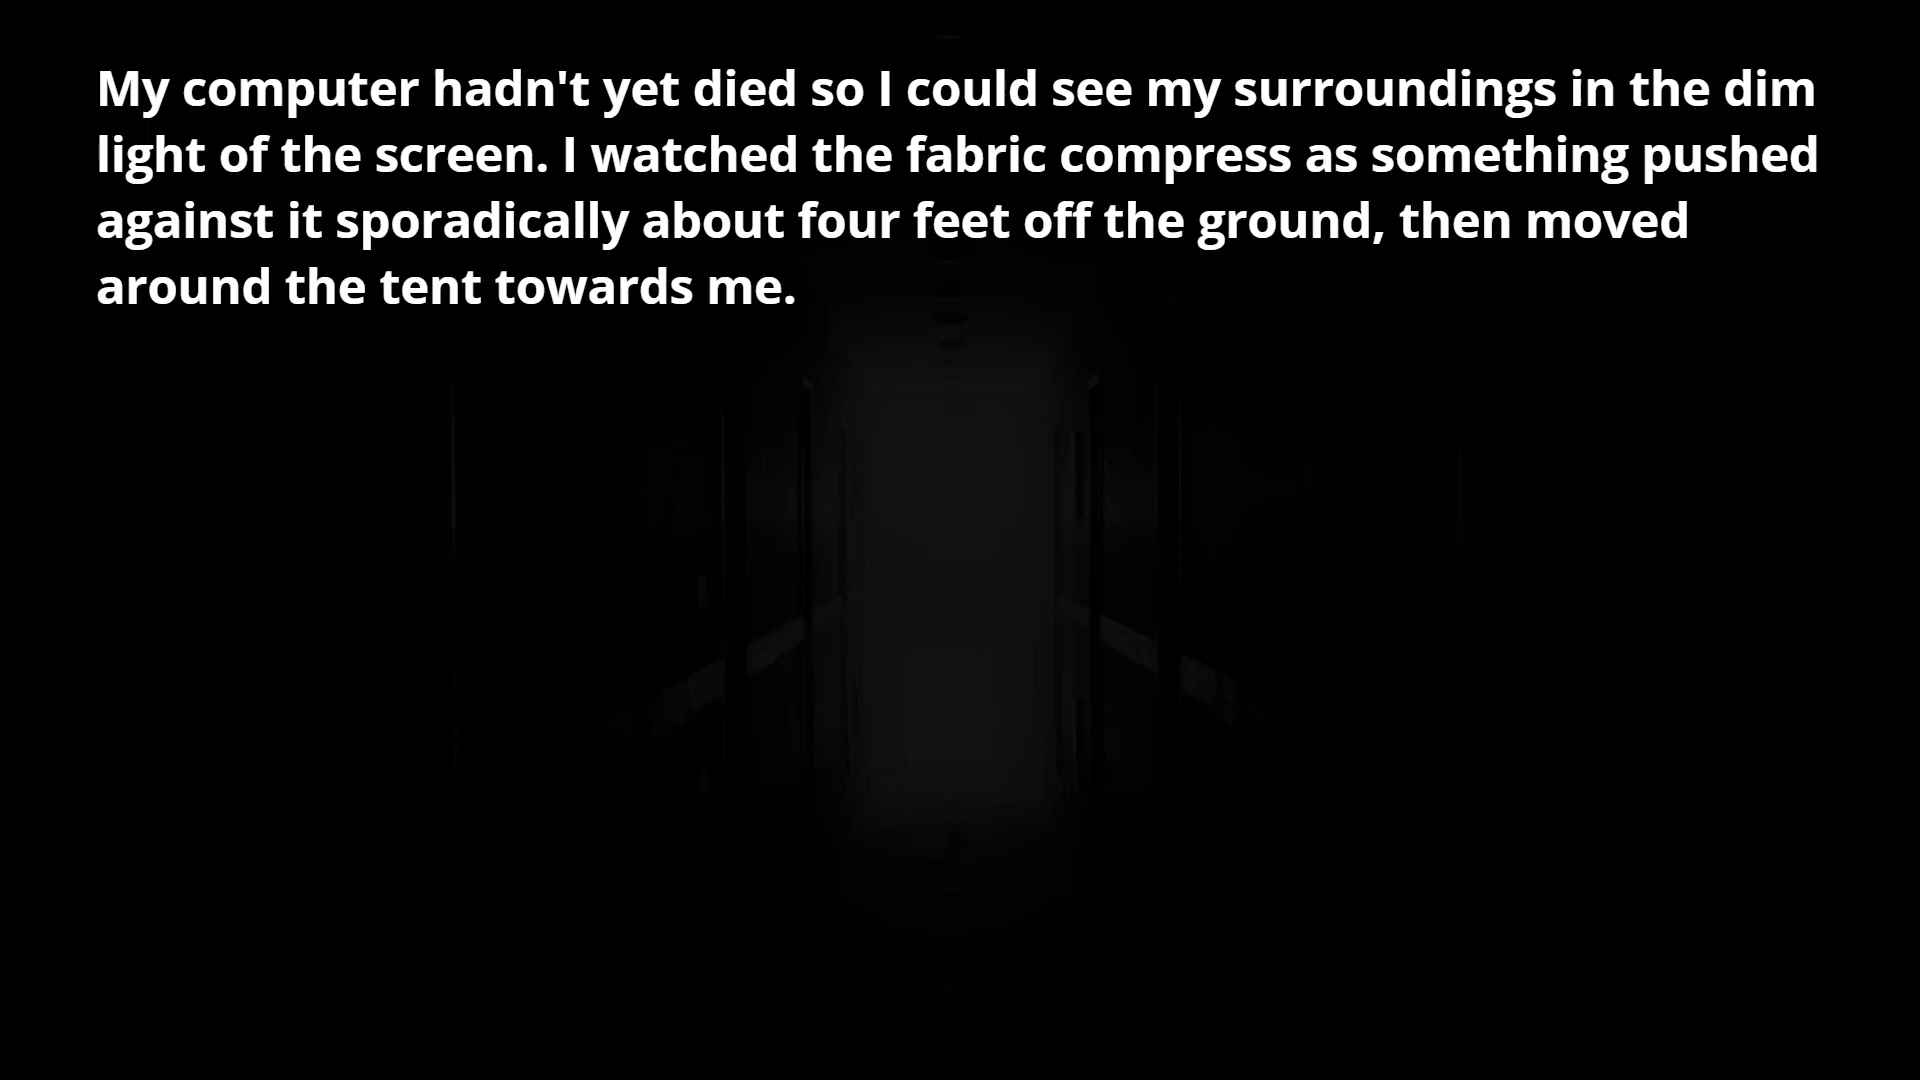 My computer hadn't yet died so I could see my surroundings in the dim
light of the screen. I watched the fabric compress as something pushed
against it sporadically about four feet off the ground, then moved
around the tent towards me.